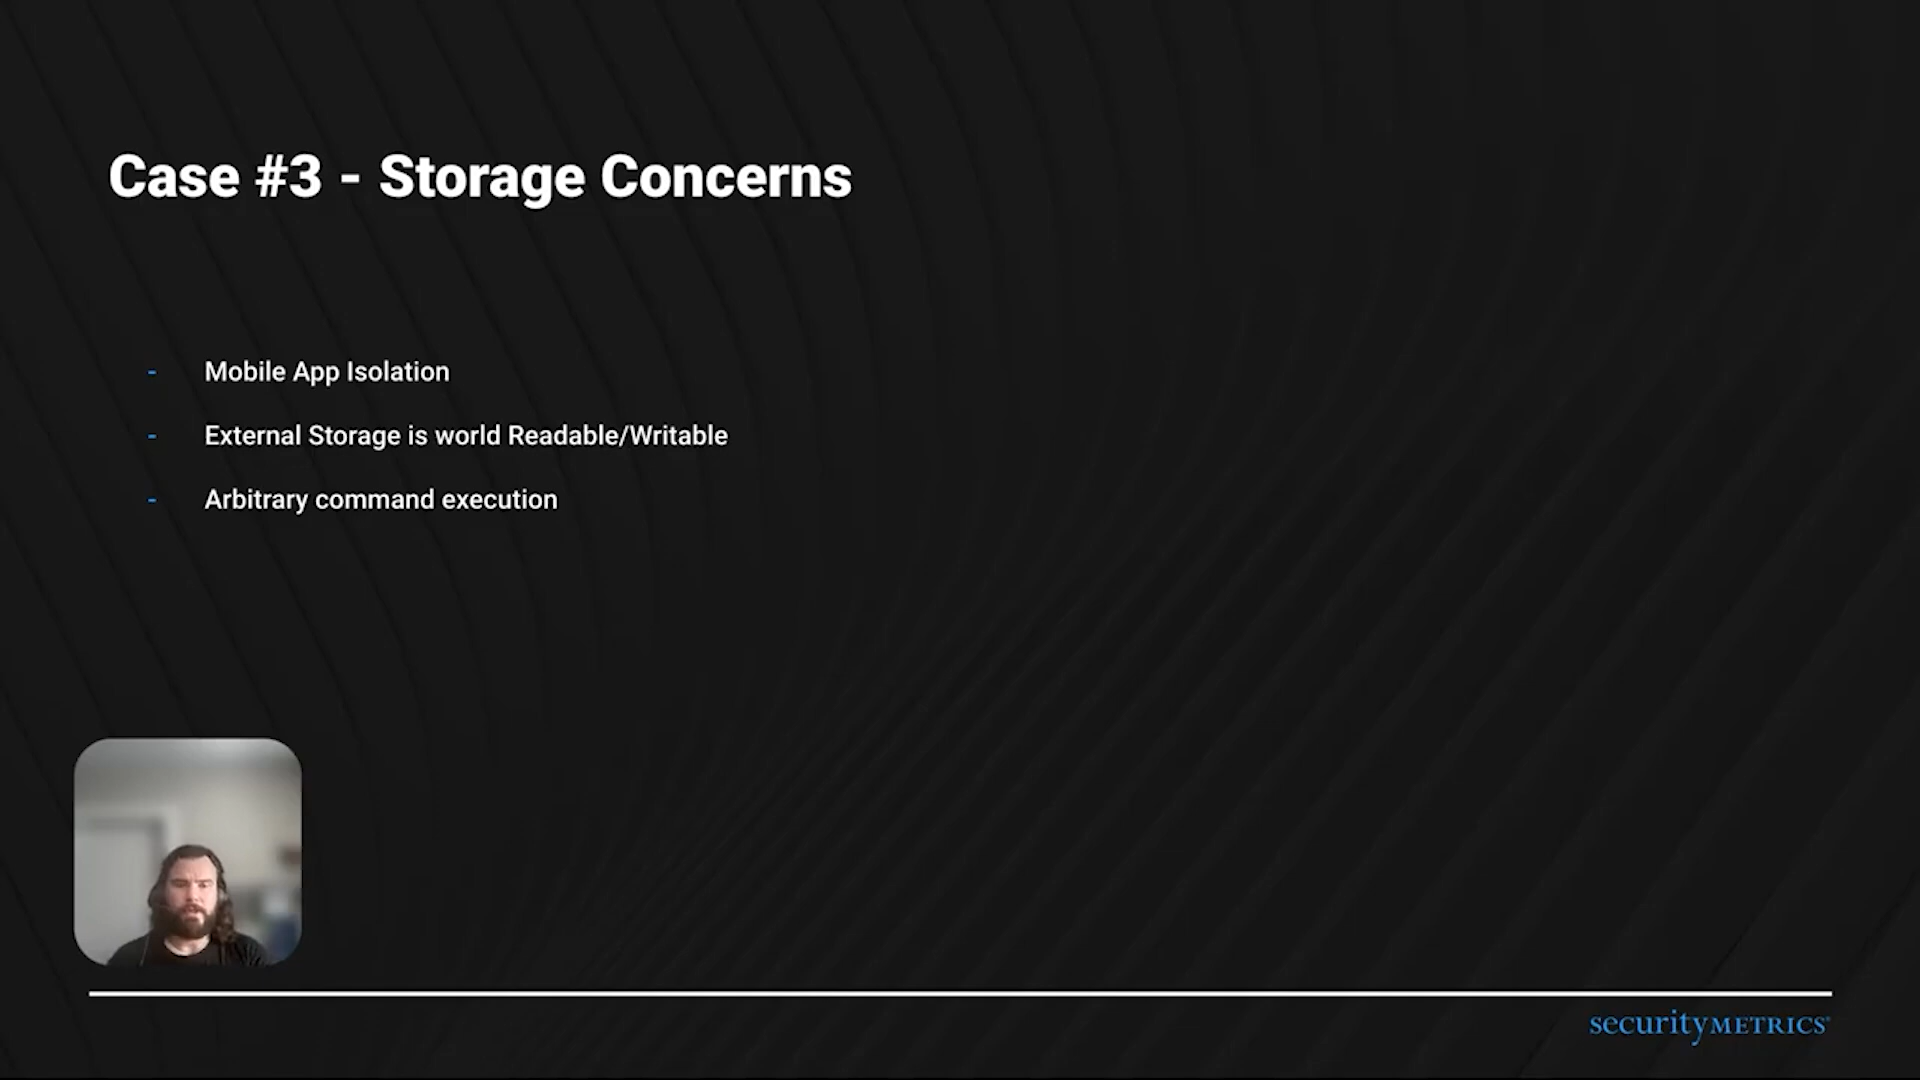 Case #3 - Storage Concerns
- Mobile App Isolation
- External Storage is world Readable/Writable
- Arbitrary command execution
securityMETRICS®